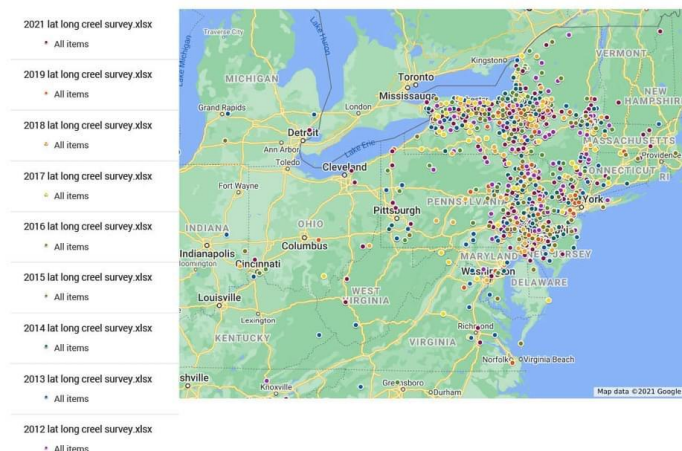 2021 lat long creel survey.xlsx
All items
2019 lat long creel survey.xlsx
All items
2018 lat long creel survey.xlsx
All items
2017 lat long creel survey.xlsx
All items
2016 lat long creel survey.xlsx
All items
2015 lat long creel survey.xlsx
All items
2014 lat long creel survey.xlsx
All items
2013 lat long creel survey.xlsx
All items
2012 lat long creel survey.xlsx
All items
Traverse City
Lake Michigan
Lake Huron
VERMONT
Kingston
Toronto
MICHIGAN
Mississauga
NEW
HAMPSHIRE
Grand Rapids
London
Detroit
MASSACHUSETTS
Ann Arbor
Lake Erie
Providence
Toledo
Cleveland
CONNECTICUT
RI
Fort Wayne
York
PENNSYLVANIA
Pittsburgh
OHIO
INDIANA
Columbus
Indianapolis
MARYLAND
NEW JERSEY
loomington
Cincinnati
Washington
DELAWARE
WEST
VIRGINIA
Louisville
Lexington
Richmond
KENTUCKY
VIRGINIA
Norfolk
Virginia Beach
shville
Knoxville
Greensboro
Durham
Map data ©2021 Google